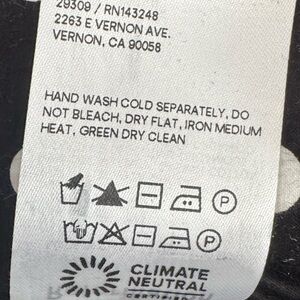 29309 / RN143248
2263 E VERNON AVE.
VERNON, CA 90058
HAND WASH COLD SEPARATELY, DO
NOT BLEACH, DRY FLAT, IRON MEDIUM
HEAT, GREEN DRY CLEAN
P
P
CLIMATE
NEUTRAL
CERTIFIED